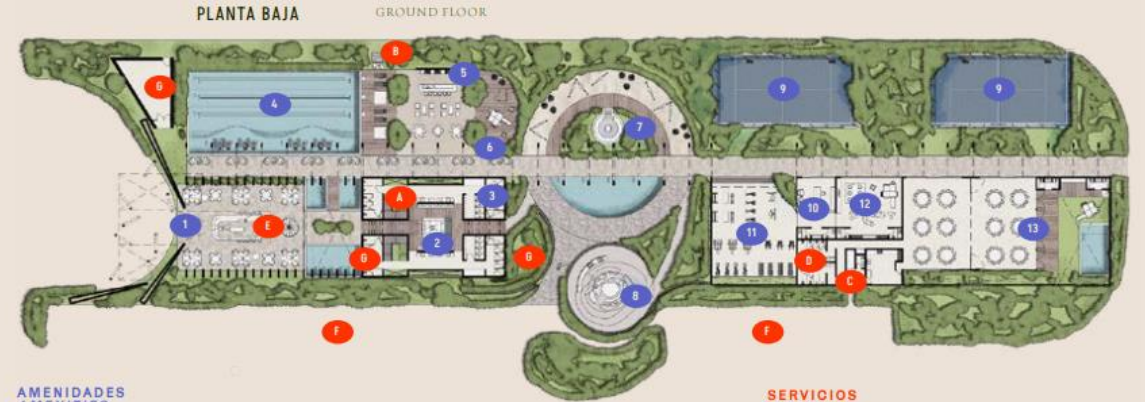 PLANTA BAJA GROUND FLOOR
B
G 5 9 9
4
7
6
A 3 10 12
1 E 11 13
2
G G D
C
8
F F
AMENIDADES SERVICIOS
AMENITIES